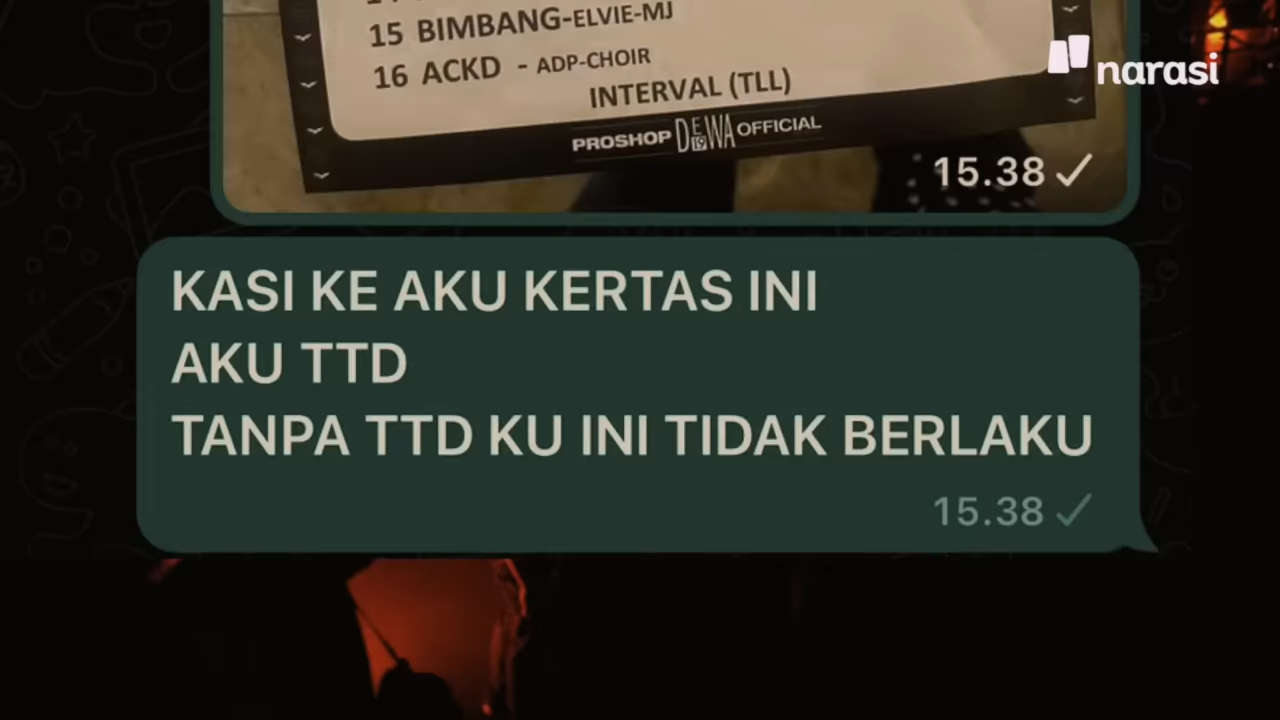 15 BIMBANG-ELVIE-MJ
16 ACKD - ADP-CHOIR
INTERVAL (TLL)
PROSHOP DEWA19 OFFICIAL
narasi
15.38
KASI KE AKU KERTAS INI
AKU TTD
TANPA TTD KU INI TIDAK BERLAKU
15.38